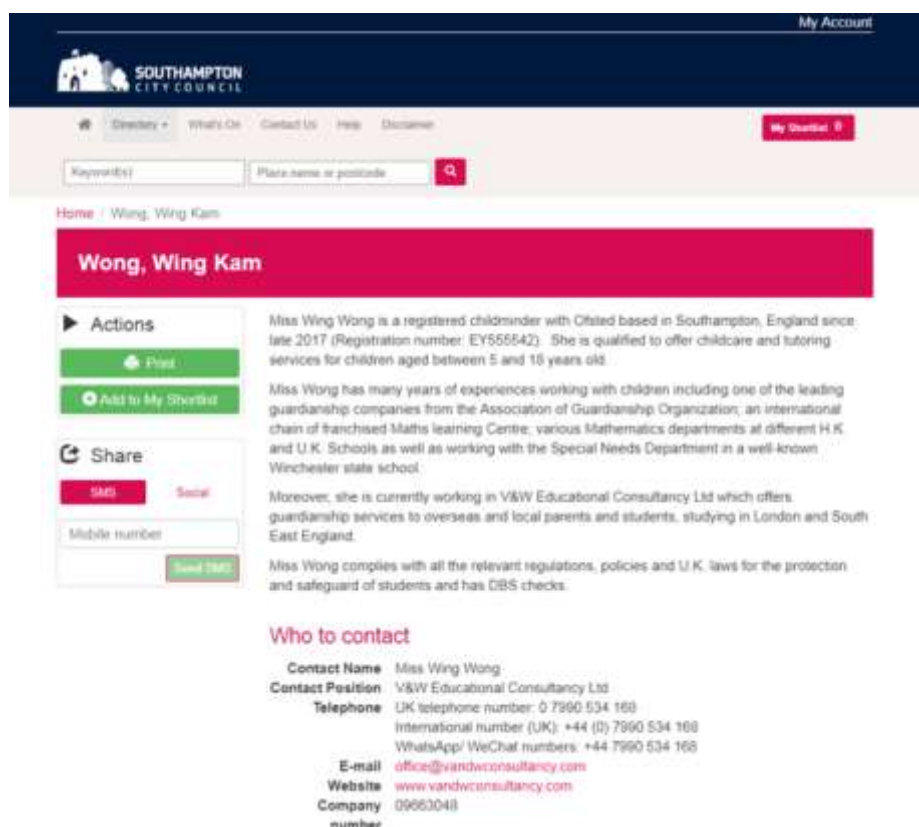 My Account
SOUTHAMPTON
CITY COUNCIL
Directory What's On Contact Us Help Disclaimer
My Shortlist 0
Keyword(s) Place name or postcode
Home / Wong, Wing Kam
Wong, Wing Kam
Actions
Print
Add to My Shortlist
Share
SMS Social
Mobile number
Send SMS
Miss Wing Wong is a registered childminder with Ofsted based in Southampton, England since
late 2017 (Registration number: EY555542). She is qualified to offer childcare and tutoring
services for children aged between 5 and 18 years old.
Miss Wong has many years of experiences working with children including one of the leading
guardianship companies from the Association of Guardianship Organization; an international
chain of franchised Maths learning Centre; various Mathematics departments at different H.K.
and U.K. Schools as well as working with the Special Needs Department in a well-known
Winchester state school.
Moreover, she is currently working in V&W Educational Consultancy Ltd which offers
guardianship services to overseas and local parents and students, studying in London and South
East England.
Miss Wong complies with all the relevant regulations, policies and U.K. laws for the protection
and safeguard of students and has DBS checks.
Who to contact
Contact Name Miss Wing Wong
Contact Position V&W Educational Consultancy Ltd
Telephone UK telephone number: 0 7990 534 168
International number (UK): +44 (0) 7990 534 168
WhatsApp/ WeChat numbers: +44 7990 534 168
E-mail office@vandwconsultancy.com
Website www.vandwconsultancy.com
Company 09663048
number